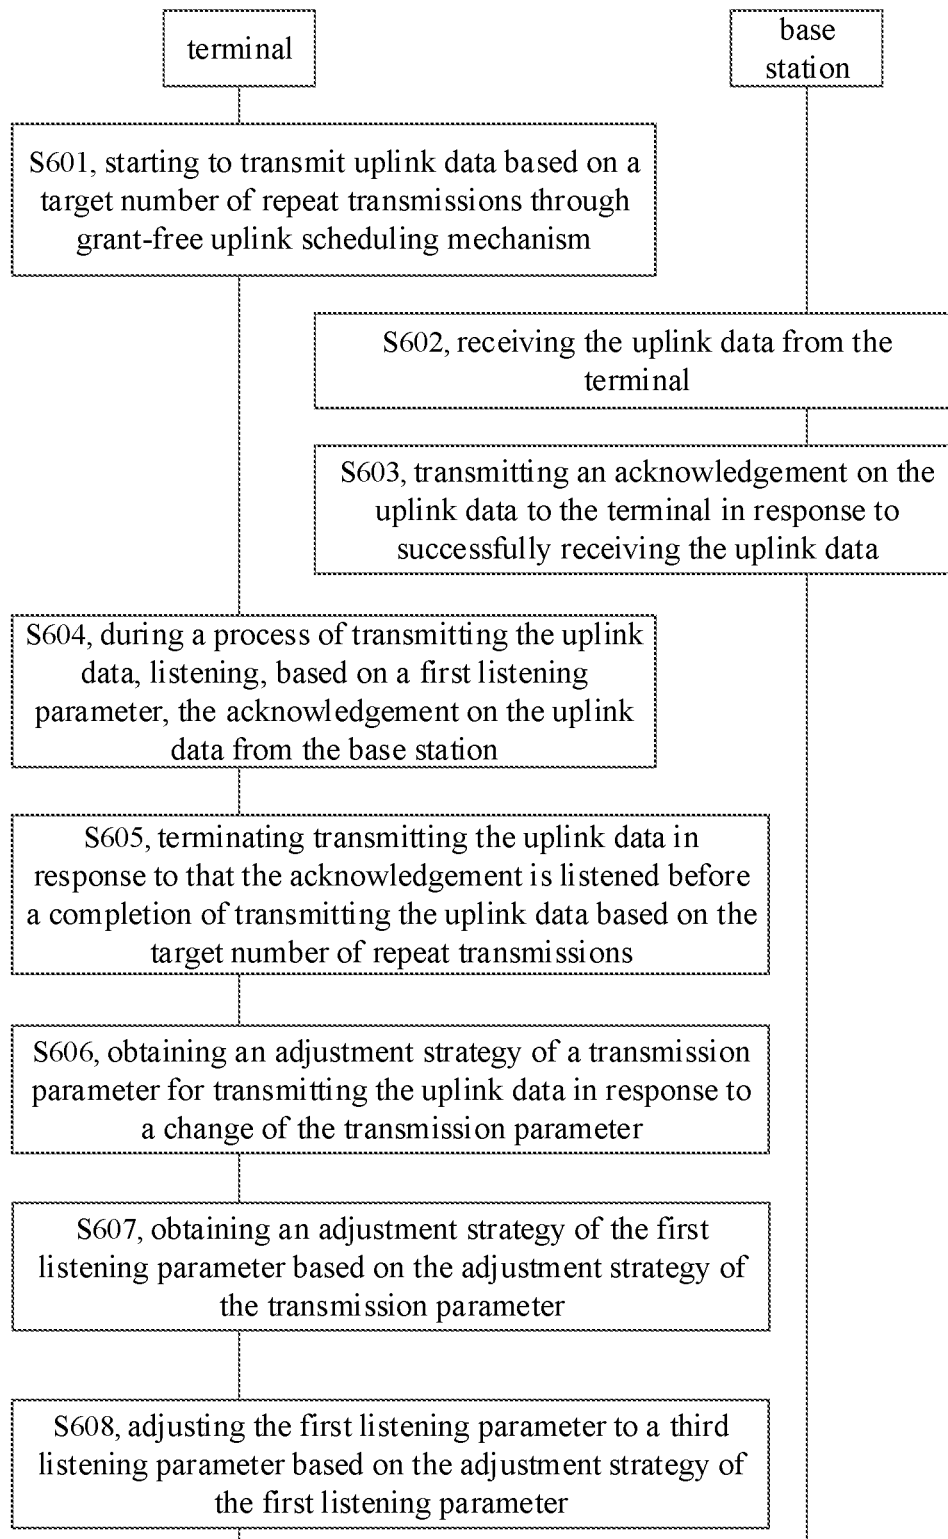 terminal
base
station
S601, starting to transmit uplink data based on a
target number of repeat transmissions through
grant-free uplink scheduling mechanism
S602, receiving the uplink data from the
terminal
S603, transmitting an acknowledgement on the
uplink data to the terminal in response to
successfully receiving the uplink data
S604, during a process of transmitting the uplink
data, listening, based on a first listening
parameter, the acknowledgement on the uplink
data from the base station
S605, terminating transmitting the uplink data in
response to that the acknowledgement is listened before
a completion of transmitting the uplink data based on the
target number of repeat transmissions
S606, obtaining an adjustment strategy of a transmission
parameter for transmitting the uplink data in response to
a change of the transmission parameter
S607, obtaining an adjustment strategy of the first
listening parameter based on the adjustment strategy of
the transmission parameter
S608, adjusting the first listening parameter to a third
listening parameter based on the adjustment strategy of
the first listening parameter